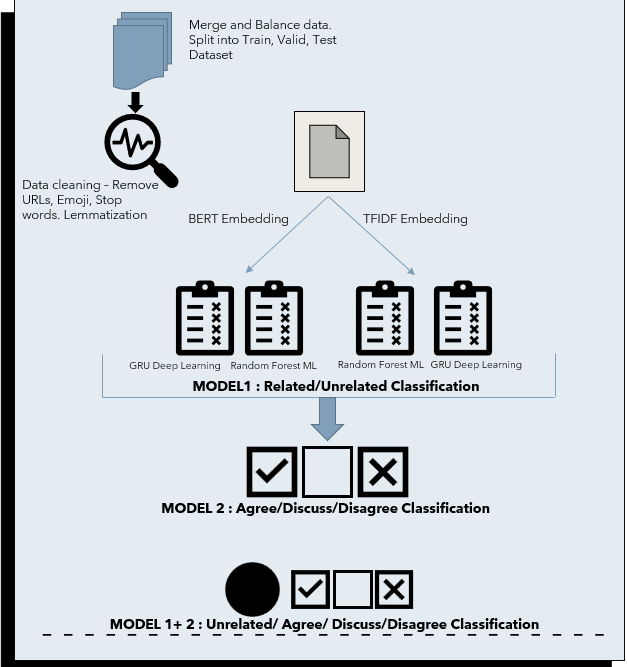 Merge and Balance data.
Split into Train, Valid, Test
Dataset
Data cleaning - Remove
URLs, Emoji, Stop
words. Lemmatization
BERT Embedding
TFIDF Embedding
GRU Deep Learning
Random Forest ML
Random Forest ML
GRU Deep Learning
MODEL1 : Related/Unrelated Classification
MODEL 2 : Agree/Discuss/Disagree Classification
MODEL 1+ 2 : Unrelated/ Agree/ Discuss/Disagree Classification